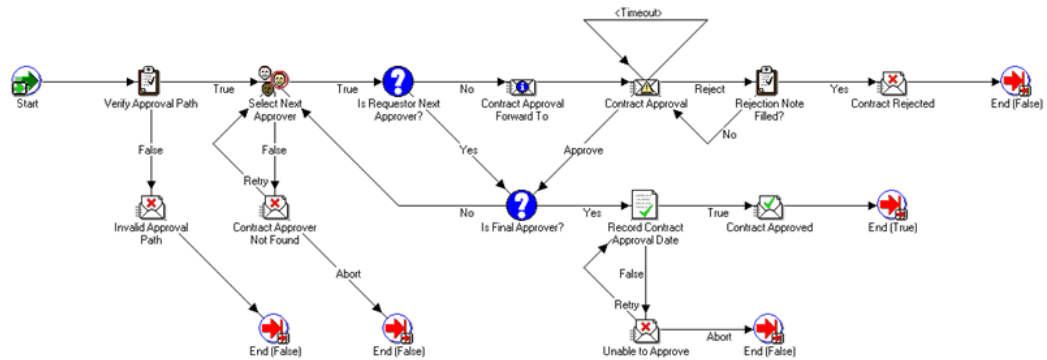 <Timeout>
Start
Verify Approval Path
True
Select Next
Approver
True
Is Requestor Next
Approver?
No
Contract Approval
Forward To
Contract Approval
Reject
Rejection Note
Filled?
Yes
Contract Rejected
End (False)
No
False
False
Retry
Yes
Approve
Invalid Approval
Path
Contract Approver
Not Found
No
Is Final Approver?
Yes
Record Contract
Approval Date
True
Contract Approved
End (True)
Abort
False
Retry
End (False)
End (False)
Unable to Approve
Abort
End (False)